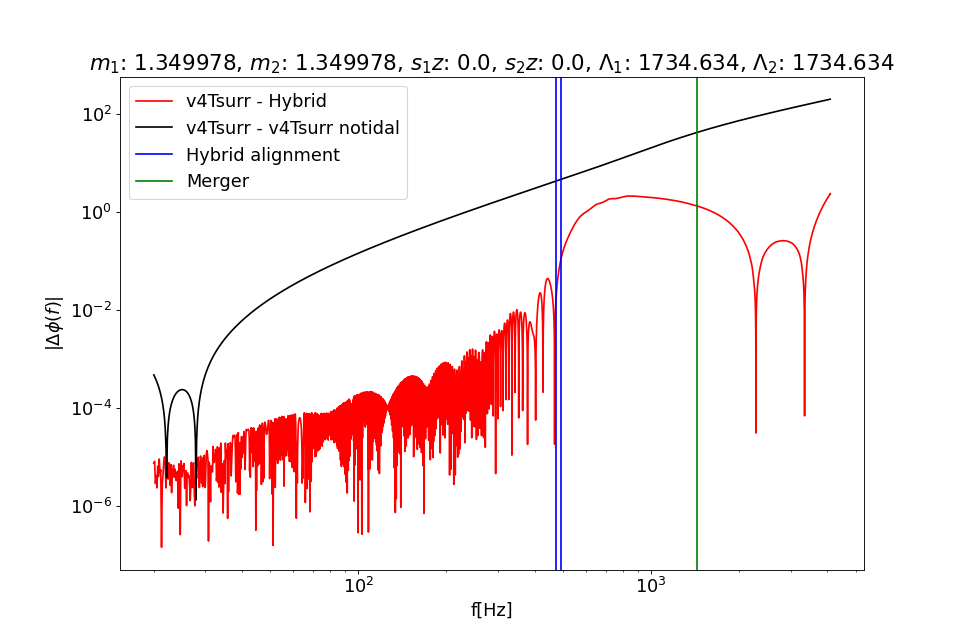 m₁: 1.349978, m₂: 1.349978, s₁z: 0.0, s₂z: 0.0, Λ₁: 1734.634, Λ₂: 1734.634
v4Tsurr - Hybrid
v4Tsurr - v4Tsurr notidal
Hybrid alignment
Merger
|Δϕ(f)|
10²
10⁰
10⁻²
10⁻⁴
10⁻⁶
10²
10³
f[Hz]